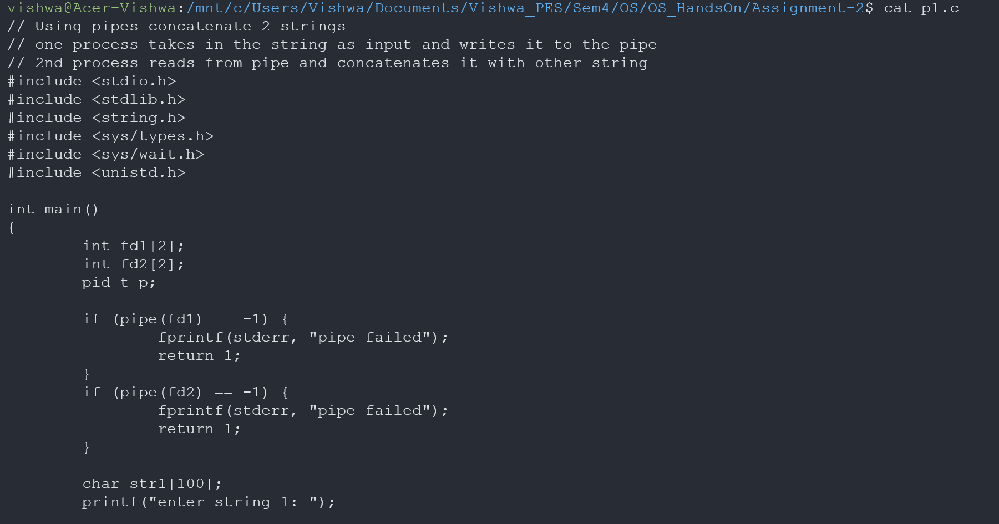 vishwa@Acer-Vishwa:/mnt/c/Users/Vishwa/Documents/Vishwa_PES/Sem4/OS/OS_HandsOn/Assignment-2$ cat p1.c
// Using pipes concatenate 2 strings
// one process takes in the string as input and writes it to the pipe
// 2nd process reads from pipe and concatenates it with other string
#include <stdio.h>
#include <stdlib.h>
#include <string.h>
#include <sys/types.h>
#include <sys/wait.h>
#include <unistd.h>

int main()
{
        int fd1[2];
        int fd2[2];
        pid_t p;

        if (pipe(fd1) == -1) {
                fprintf(stderr, "pipe failed");
                return 1;
        }
        if (pipe(fd2) == -1) {
                fprintf(stderr, "pipe failed");
                return 1;
        }

        char str1[100];
        printf("enter string 1: ");